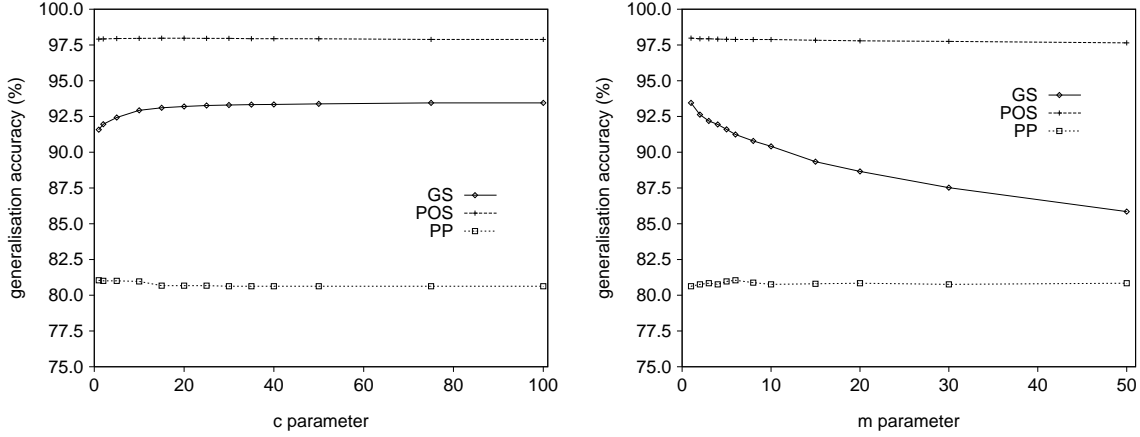 generalisation accuracy (%)
100.0
97.5
95.0
92.5
90.0
87.5
85.0
82.5
80.0
77.5
75.0
GS
POS
PP
0 20 40 60 80 100
c parameter
generalisation accuracy (%)
100.0
97.5
95.0
92.5
90.0
87.5
85.0
82.5
80.0
77.5
75.0
GS
POS
PP
0 10 20 30 40 50
m parameter